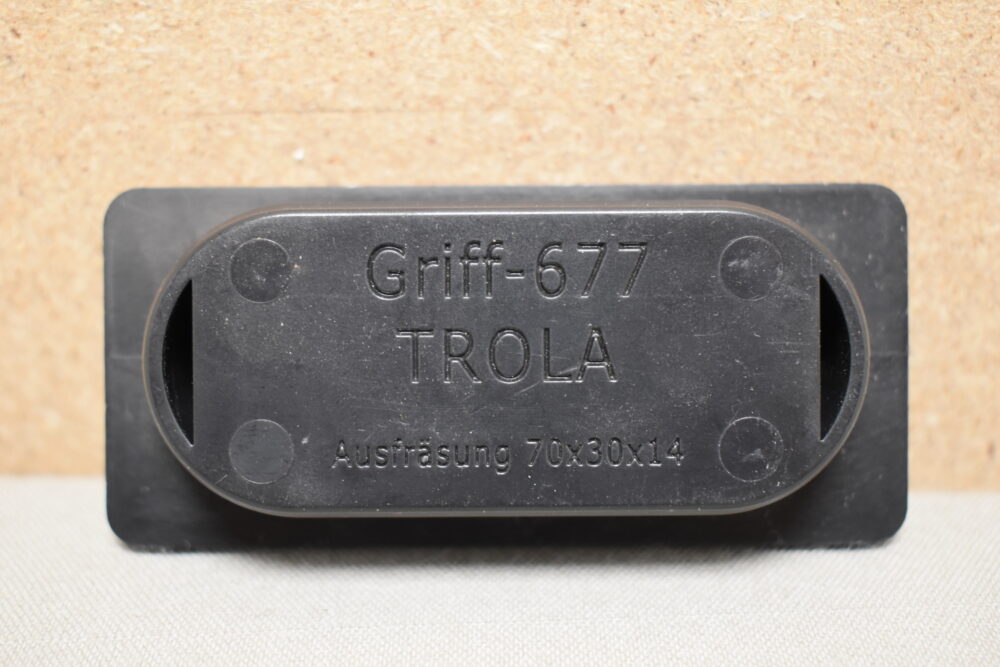 Griff-677
TROLA
Ausfräsung 70x30x14